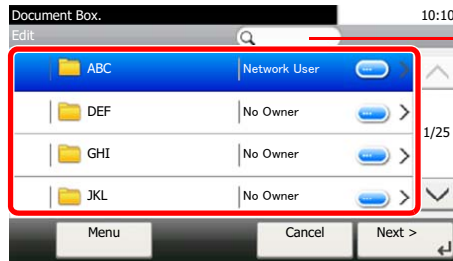 Document Box. 10:10
Edit
ABC Network User
DEF No Owner
1/25
GHI No Owner
JKL No Owner
Menu Cancel Next >